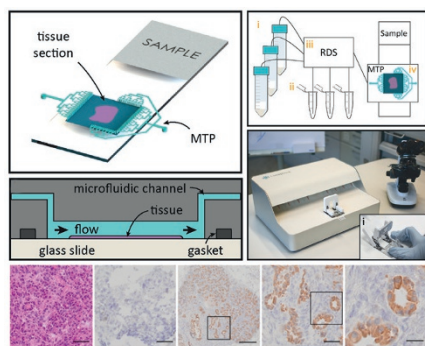 tissue
section
SAMPLE
MTP
i
iii
RDS
ii
Sample
MTP
iv
microfluidic channel
tissue
flow
glass slide
gasket
i